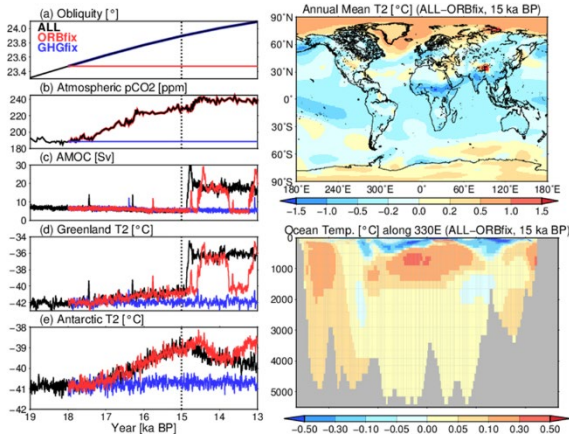 (a) Obliquity [°]
24.0
23.8
23.4
ALL
ORBfix
GHGfix
(b) Atmospheric pCO2 [ppm]
240
200
180
(c) AMOC [Sv]
30
20
10
0
(d) Greenland T2 [°C]
−34
−36
−38
−40
−42
(e) Antarctic T2 [°C]
−38
−39
−40
−41
−42
19 18 17 16 15 14 13
Year [ka BP]
Annual Mean T2 [°C] (ALL−ORBfix, 15 ka BP)
90°N
60°N
30°N
0°
30°S
60°S
90°S
180°E 240°E 300°E 0° 60°E 120°E 180°E
−1.5 −1.0 −0.5 0.0 0.2 0.5 1.0 1.5
Ocean Temp. [°C] along 330E (ALL−ORBfix, 15 ka BP)
0
1000
2000
3000
4000
5000
−0.50 −0.30 −0.10 0.00 0.05 0.10 0.30 0.50